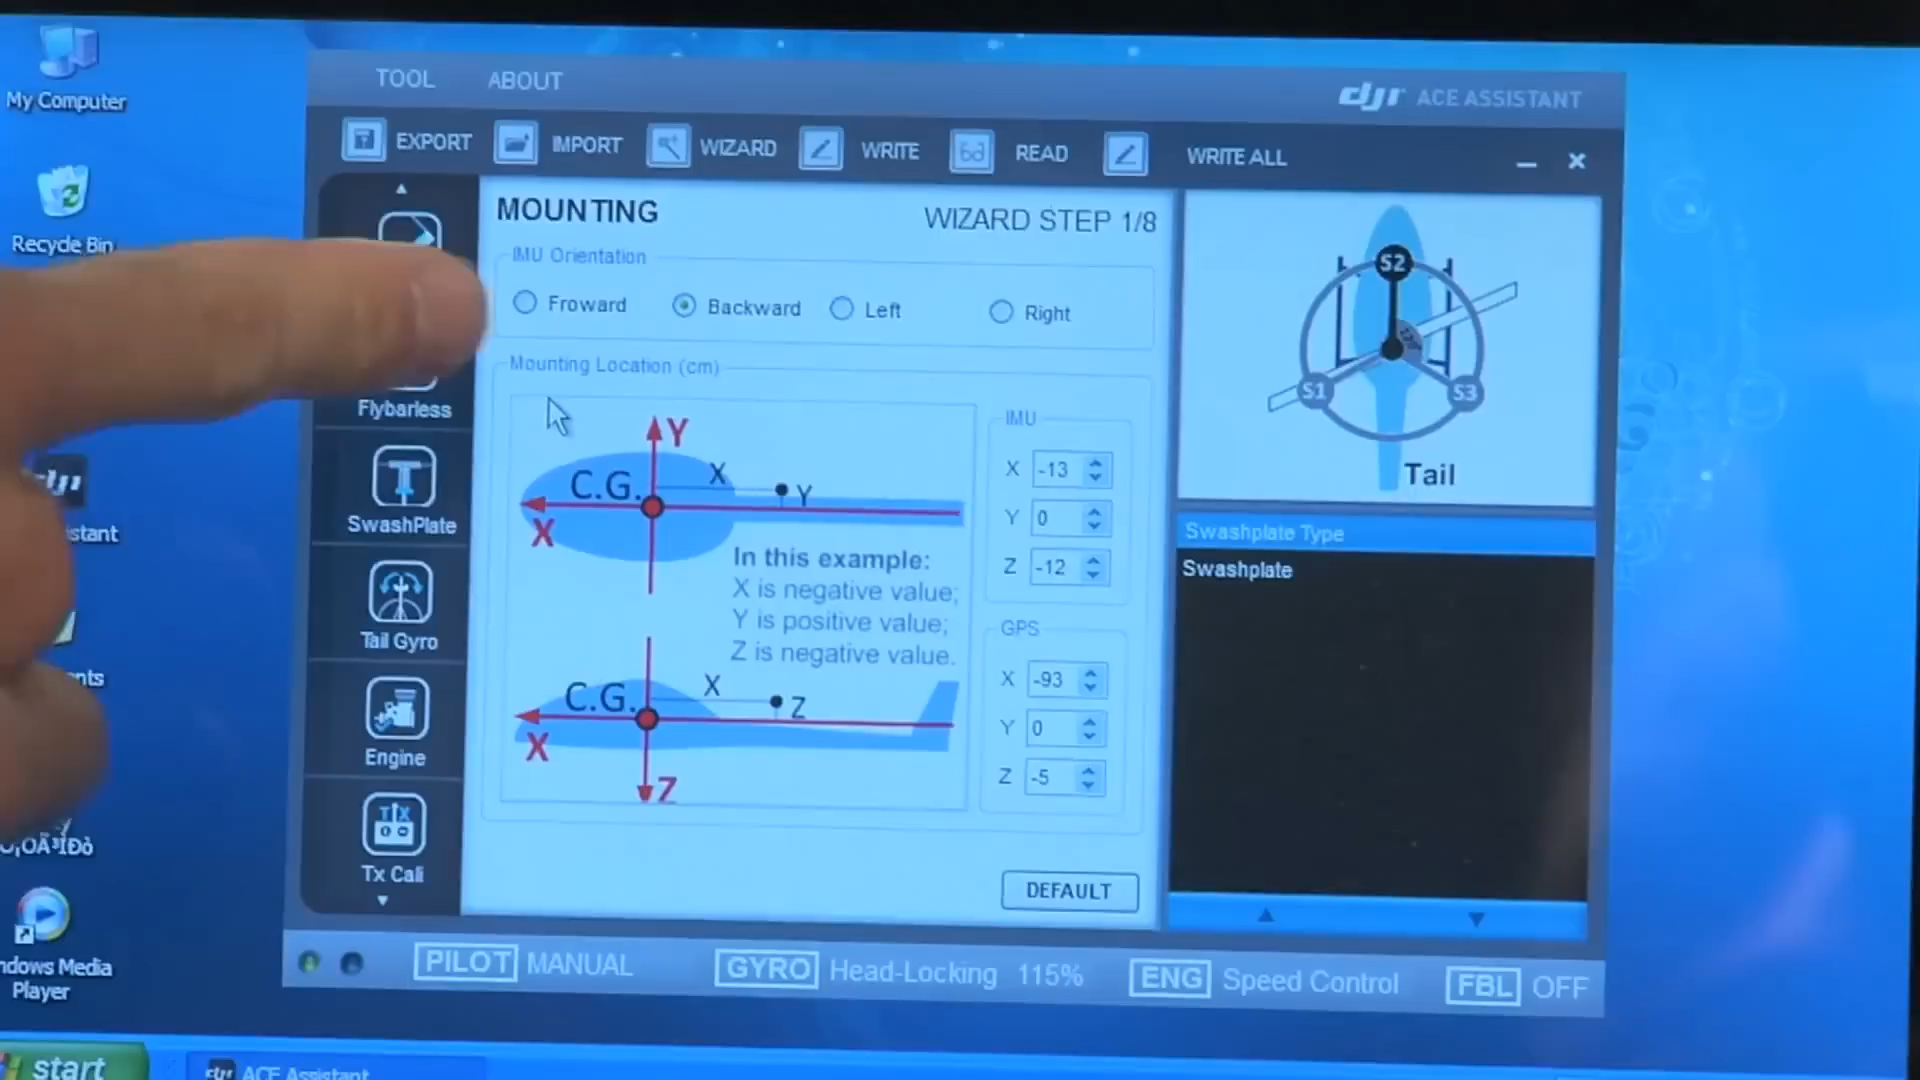 My Computer
Recycle Bin
stant
nts
ndows Media
Player
start
ACE Assistant
TOOL
ABOUT
dji ACE ASSISTANT
EXPORT
IMPORT
WIZARD
WRITE
READ
WRITE ALL
Flybarless
SwashPlate
Tail Gyro
Engine
TX
Tx Cali
MOUNTING
WIZARD STEP 1/8
IMU Orientation
Froward
Backward
Left
Right
Mounting Location (cm)
Y
C.G.
X
Y
X
In this example:
X is negative value;
Y is positive value;
Z is negative value.
C.G.
X
Z
X
Z
IMU
X -13
Y 0
Z -12
GPS
X -93
Y 0
Z -5
DEFAULT
S2
S1
S3
Tail
Swashplate Type
Swashplate
PILOT MANUAL
GYRO Head-Locking 115%
ENG Speed Control
FBL OFF